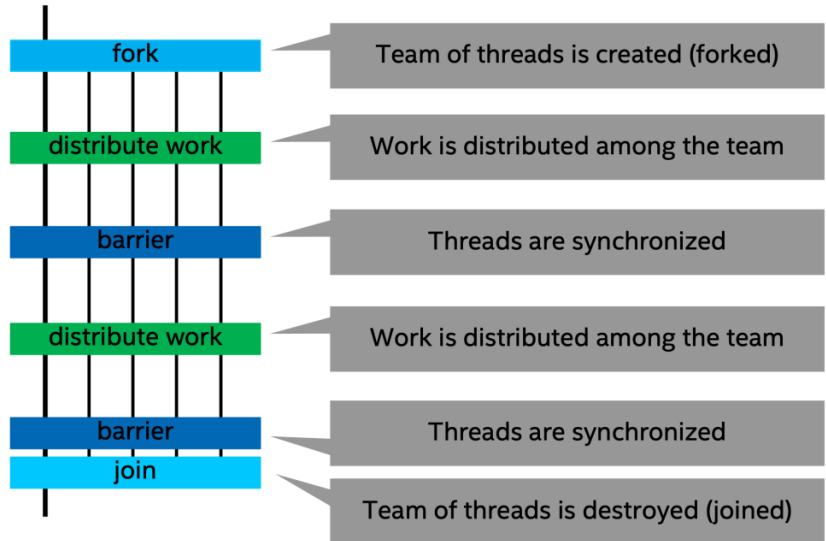 fork
Team of threads is created (forked)
distribute work
Work is distributed among the team
barrier
Threads are synchronized
distribute work
Work is distributed among the team
barrier
Threads are synchronized
join
Team of threads is destroyed (joined)